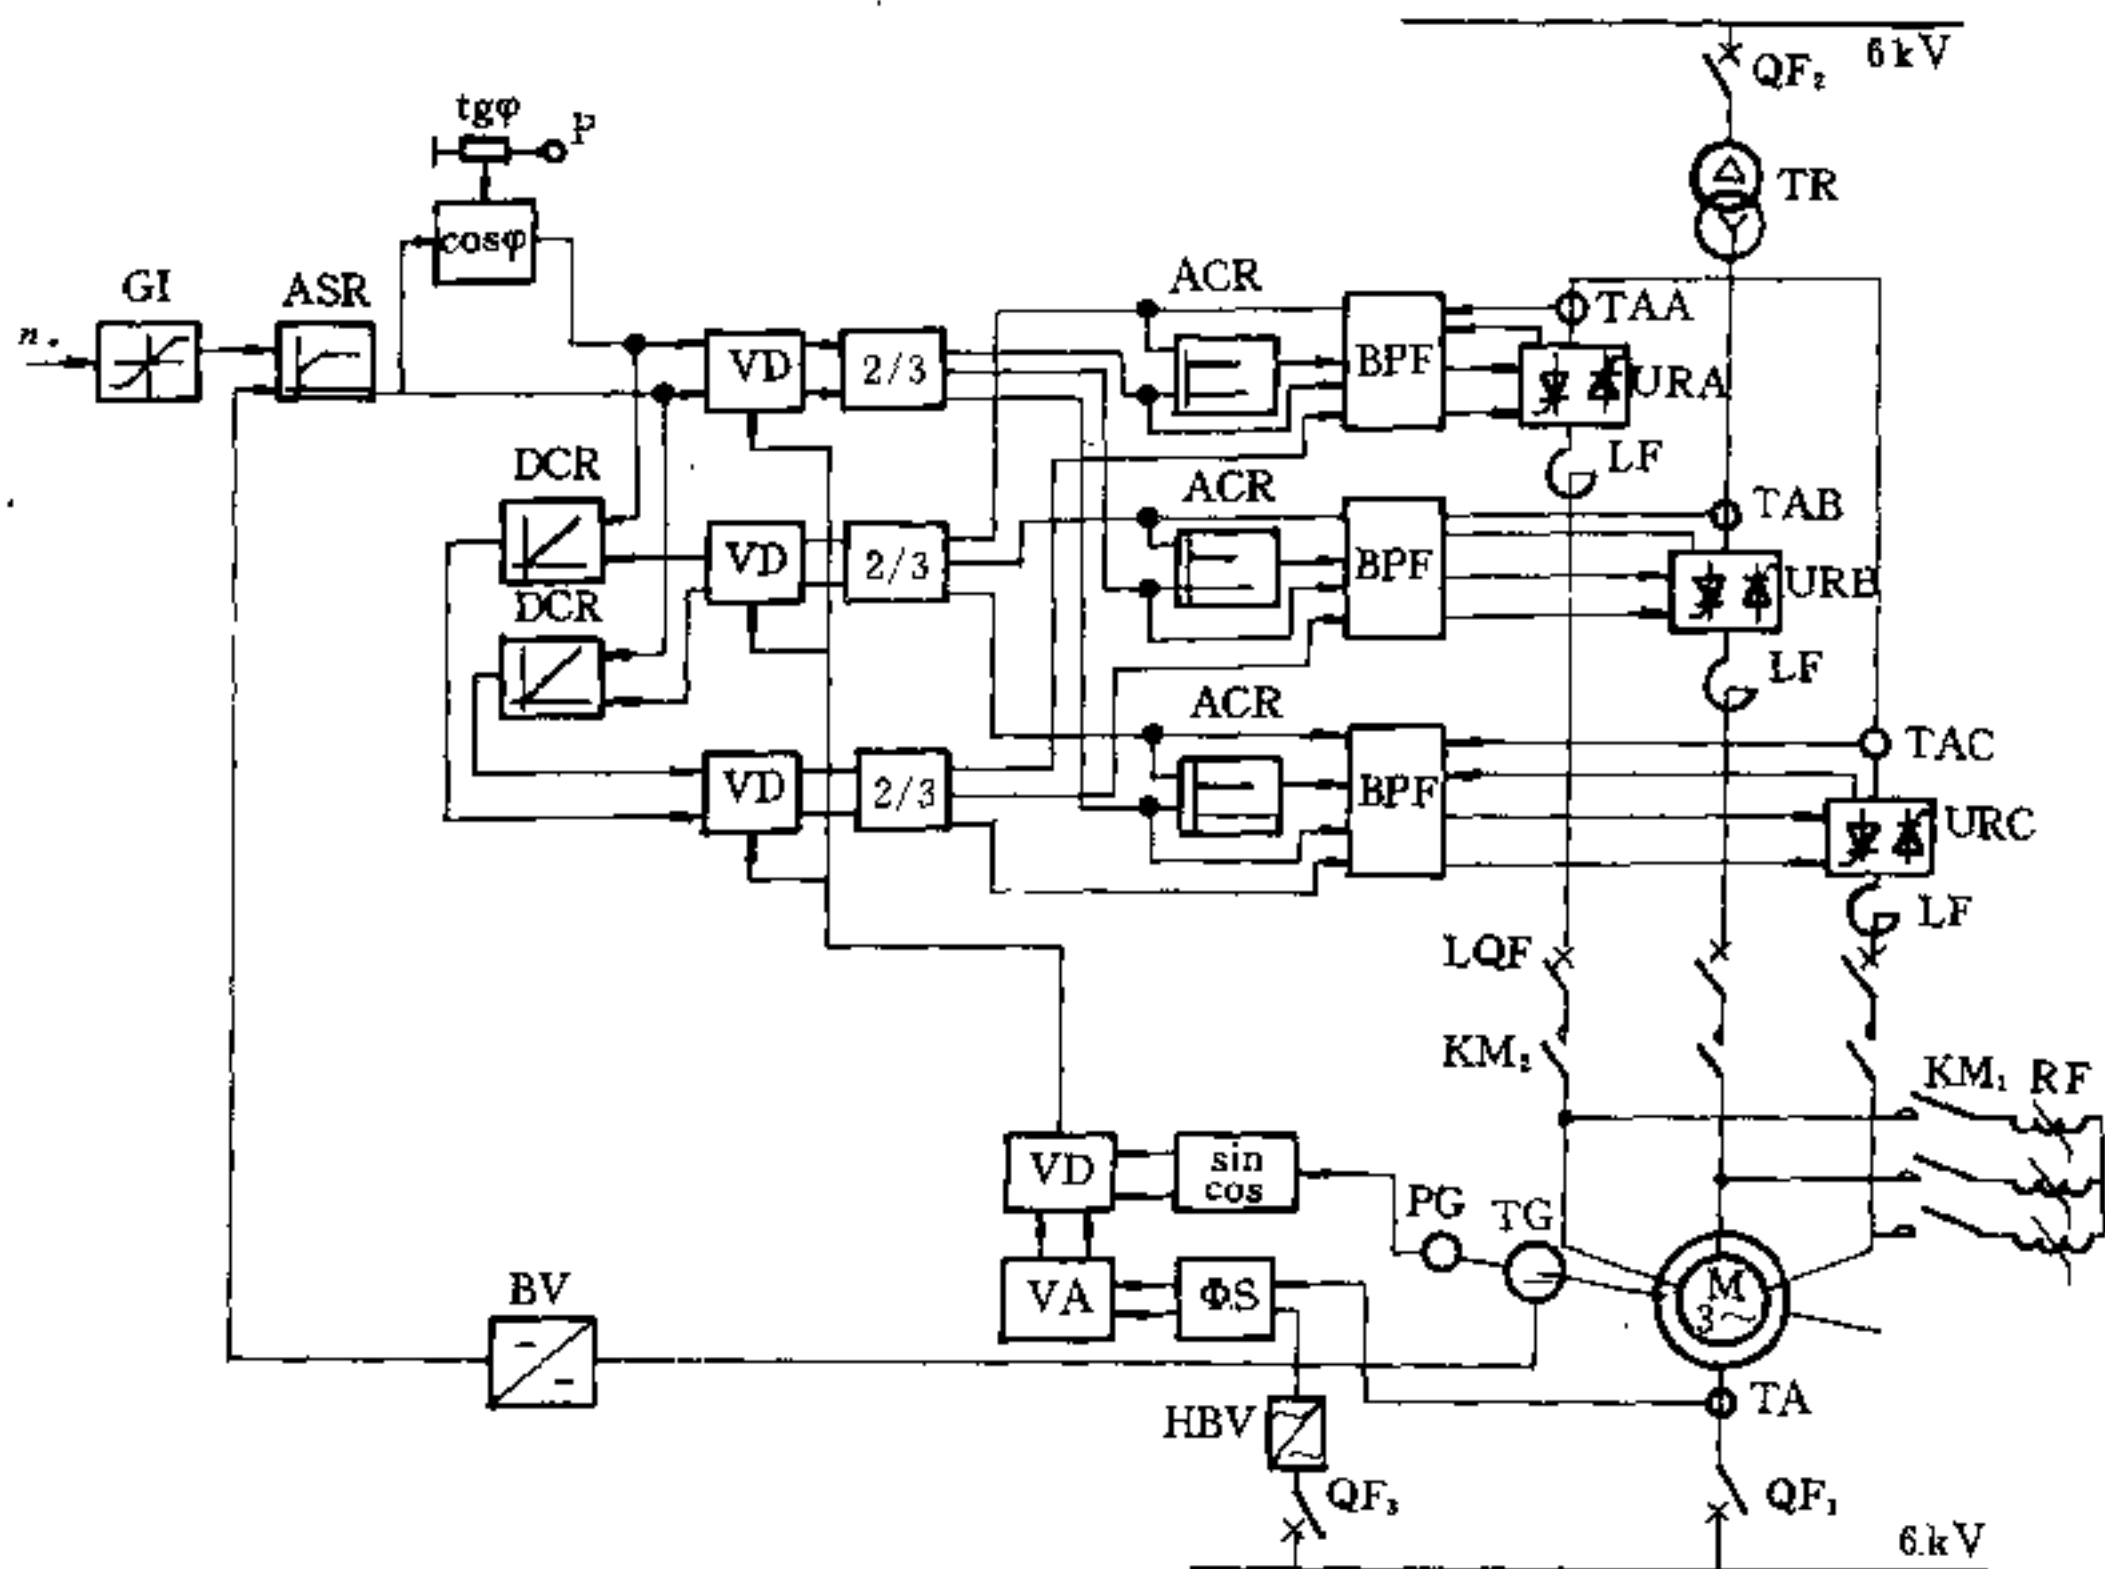 6kV
QF₂
tgφ
P
TR
cosφ
GI
ASR
ACR
TAA
n*
VD
2/3
BPF
URA
DCR
ACR
LF
TAB
VD
2/3
BPF
URB
DCR
LF
ACR
TAC
VD
2/3
BPF
URC
LF
LQF
KM₂
KM₁ RF
VD
sin
cos
PG
TG
BV
VA
ΦS
M
3~
HBV
TA
QF₃
QF₁
6.kV